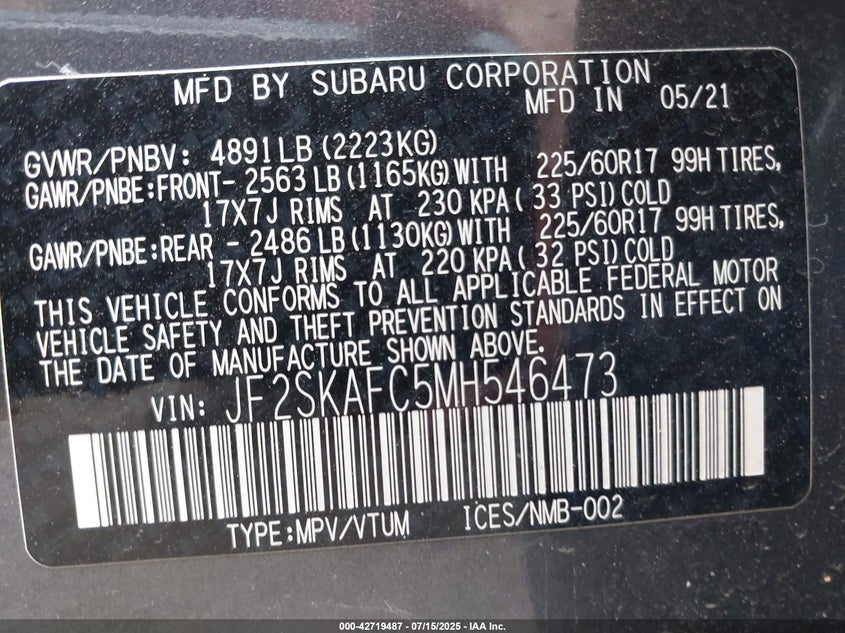 MFD BY SUBARU CORPORATION
MFD IN 05/21
GVWR/PNBV: 4891LB (2223KG)
GAWR/PNBE:FRONT- 2563 LB (1165KG) WITH 225/60R17 99H TIRES,
17X7J RIMS AT 230 KPA ( 33 PSI) COLD
GAWR/PNBE:REAR - 2486 LB (1130KG) WITH 225/60R17 99H TIRES,
17X7J RIMS AT 220 KPA ( 32 PSI) COLD
THIS VEHICLE CONFORMS TO ALL APPLICABLE FEDERAL MOTOR
VEHICLE SAFETY AND THEFT PREVENTION STANDARDS IN EFFECT ON
THE DATE OF MANUFACTURE SHOWN ABOVE.
VIN: JF2SKAFC5MH546473
TYPE:MPV/VTUM ICES/NMB-002
000-42719487 - 07/15/2025 - IAA Inc.